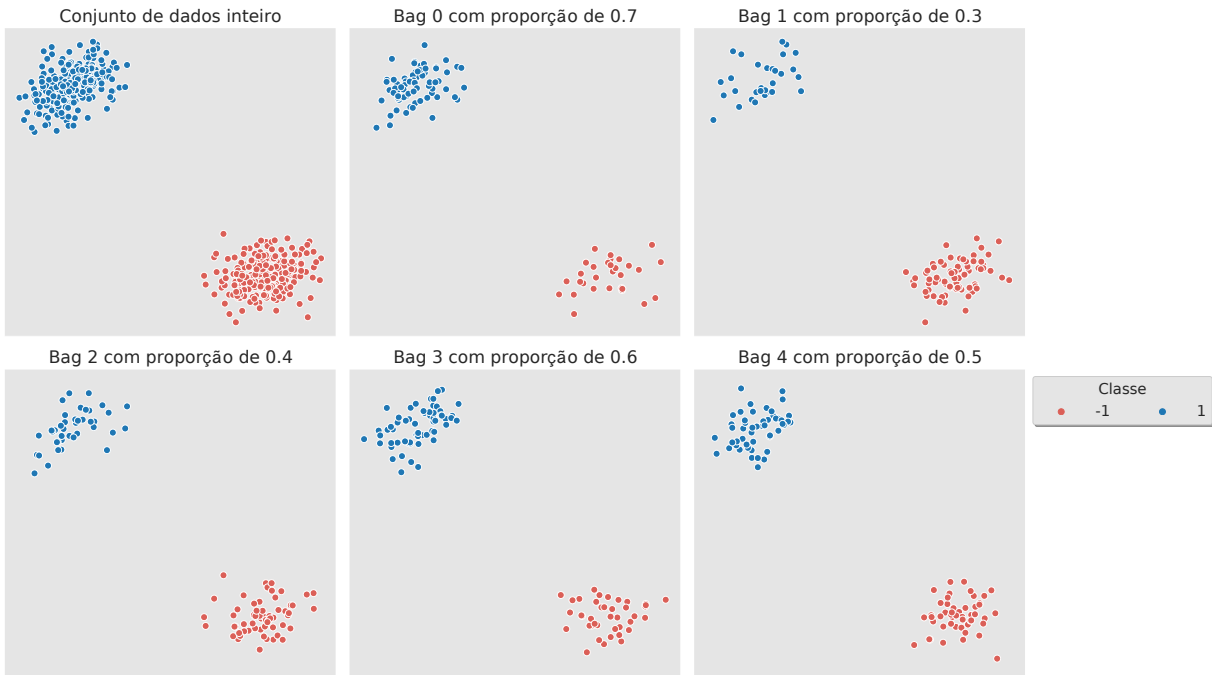 Conjunto de dados inteiro
Bag 0 com proporção de 0.7
Bag 1 com proporção de 0.3
Bag 2 com proporção de 0.4
Bag 3 com proporção de 0.6
Bag 4 com proporção de 0.5
Classe
-1 1